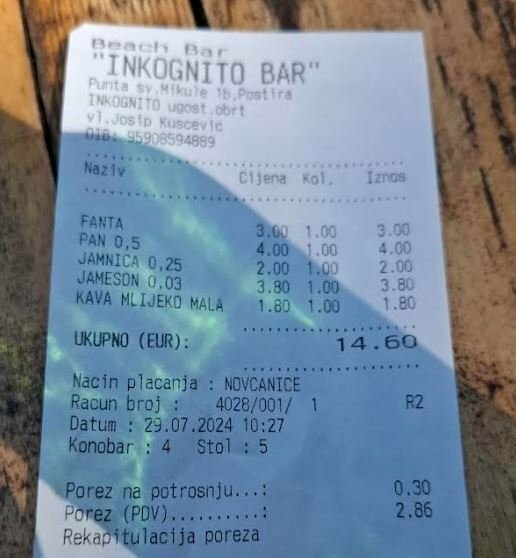 Beach Bar
"INKOGNITO BAR"
Punta sv.Mikule 1b,Postira
INKOGNITO ugost.obrt
vl.Josip Kuscevic
OIB: 95908594889
Naziv Cijena Kol. Iznos
FANTA 3.00 1.00 3.00
PAN 0,5 4.00 1.00 4.00
JAMNICA 0,25 2.00 1.00 2.00
JAMESON 0,03 3.80 1.00 3.80
KAVA MLIJEKO MALA 1.80 1.00 1.80
UKUPNO (EUR): 14.60
Nacin placanja : NOVCANICE
Racun broj : 4028/001/ 1 R2
Datum : 29.07.2024 10:27
Konobar : 4 Stol : 5
Porez na potrosnju...: 0.30
Porez (PDV)..........: 2.86
Rekapitulacija poreza